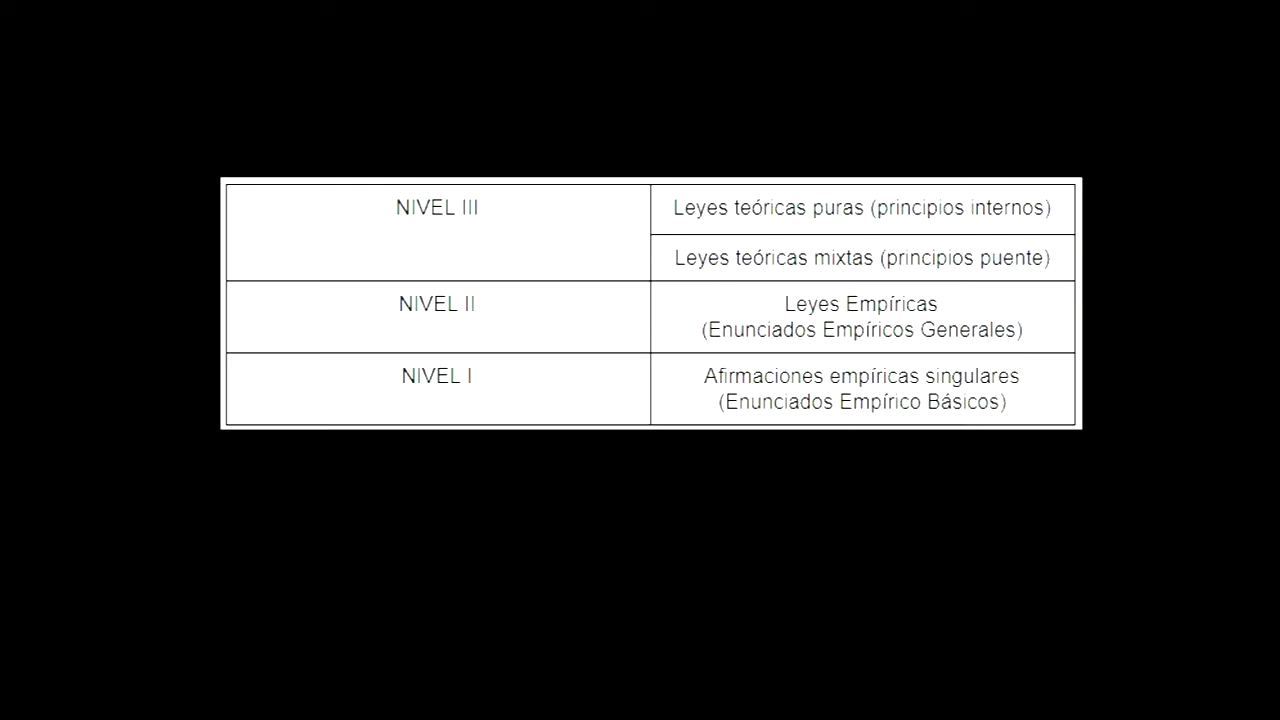 NIVEL III
Leyes teóricas puras (principios internos)
Leyes teóricas mixtas (principios puente)
NIVEL II
Leyes Empíricas
(Enunciados Empíricos Generales)
NIVEL I
Afirmaciones empíricas singulares
(Enunciados Empírico Básicos)